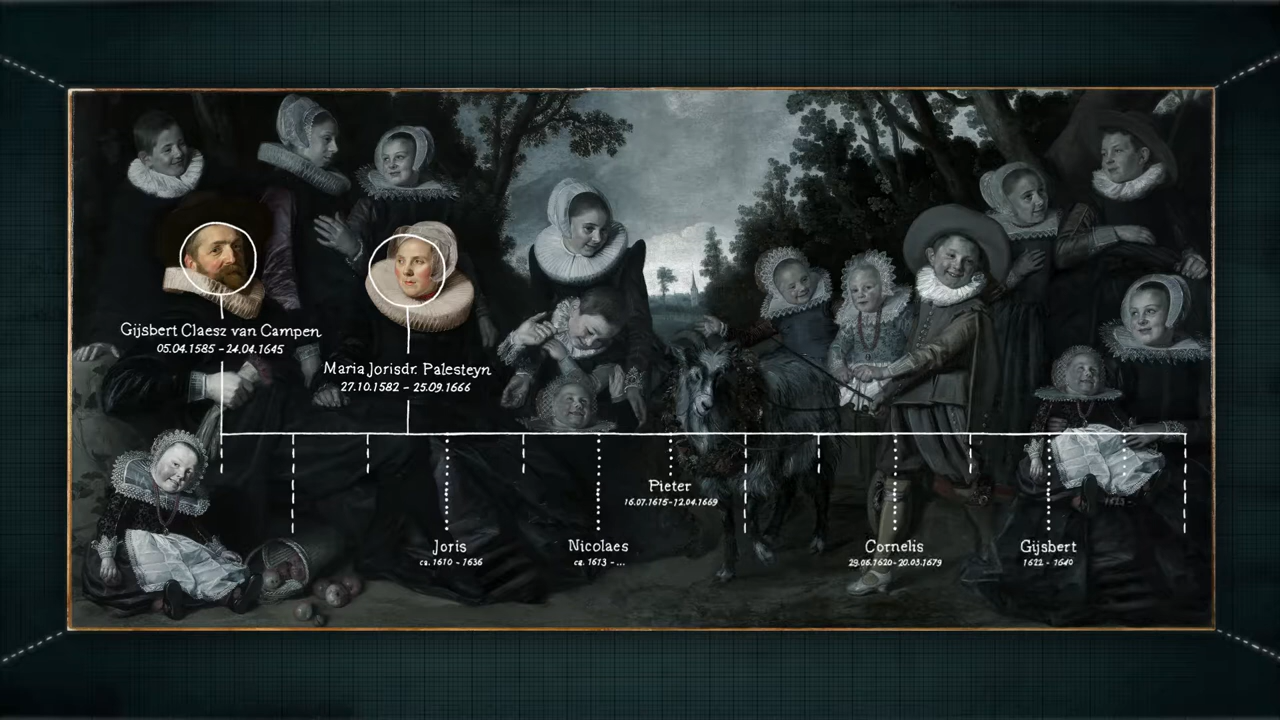 Gijsbert Claesz van Campen
05.04.1585 - 24.04.1645
Maria Jorisdr. Palesteyn
27.10.1582 - 25.09.1666
Pieter
16.07.1615-12.04.1669
Joris
ca. 1610 - 1636
Nicolaes
ca. 1613 - ...
Cornelis
29.06.1620-20.03.1679
Gijsbert
1622 - 1640